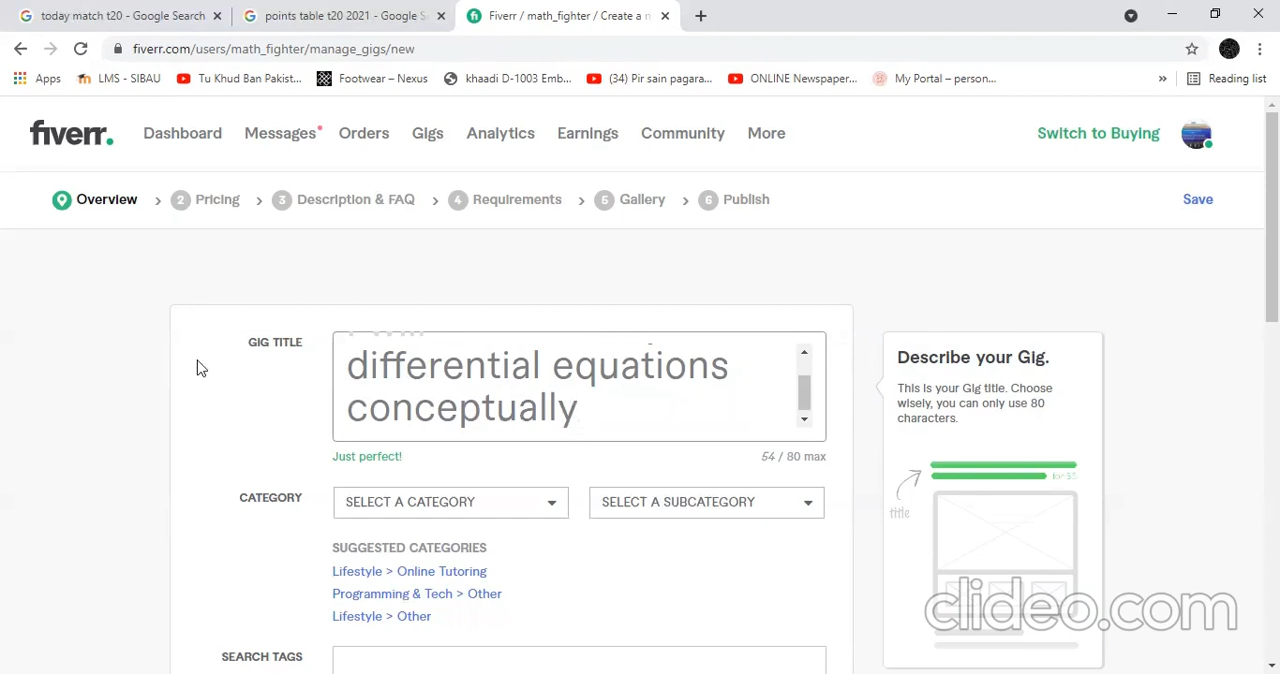 today match t20 - Google Search
points table t20 2021 - Google S
Fiverr / math_fighter / Create a n
fiverr.com/users/math_fighter/manage_gigs/new
Apps
LMS - SIBAU
Tu Khud Ban Pakist...
Footwear – Nexus
khaadi D-1003 Emb...
(34) Pir sain pagara...
ONLINE Newspaper...
My Portal – person...
»
Reading list
fiverr.
Dashboard
Messages
Orders
Gigs
Analytics
Earnings
Community
More
Switch to Buying
Overview
2 Pricing
3 Description & FAQ
4 Requirements
5 Gallery
6 Publish
Save
GIG TITLE
differential equations
conceptually
Just perfect!
54 / 80 max
Describe your Gig.
This is your Gig title. Choose
wisely, you can only use 80
characters.
title
for $5
CATEGORY
SELECT A CATEGORY
SELECT A SUBCATEGORY
SUGGESTED CATEGORIES
Lifestyle > Online Tutoring
Programming & Tech > Other
Lifestyle > Other
SEARCH TAGS
clideo.com